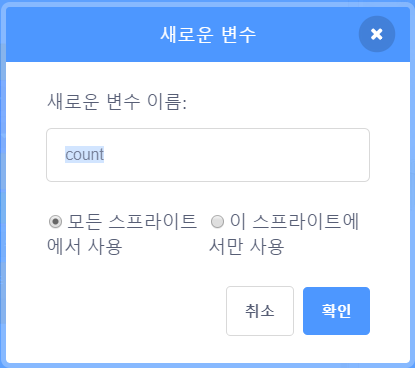 새로운 변수
새로운 변수 이름:
count
모든 스프라이트
에서 사용
이 스프라이트에
서만 사용
취소
확인